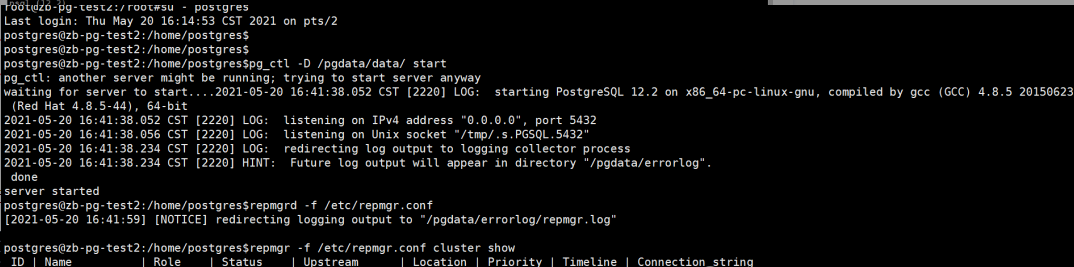 root@zb-pg-test2:/root#su - postgres
Last login: Thu May 20 16:14:53 CST 2021 on pts/2
postgres@zb-pg-test2:/home/postgres$
postgres@zb-pg-test2:/home/postgres$
postgres@zb-pg-test2:/home/postgres$pg_ctl -D /pgdata/data/ start
pg_ctl: another server might be running; trying to start server anyway
waiting for server to start....2021-05-20 16:41:38.052 CST [2220] LOG:  starting PostgreSQL 12.2 on x86_64-pc-linux-gnu, compiled by gcc (GCC) 4.8.5 20150623
 (Red Hat 4.8.5-44), 64-bit
2021-05-20 16:41:38.052 CST [2220] LOG:  listening on IPv4 address "0.0.0.0", port 5432
2021-05-20 16:41:38.056 CST [2220] LOG:  listening on Unix socket "/tmp/.s.PGSQL.5432"
2021-05-20 16:41:38.234 CST [2220] LOG:  redirecting log output to logging collector process
2021-05-20 16:41:38.234 CST [2220] HINT:  Future log output will appear in directory "/pgdata/errorlog".
 done
server started
postgres@zb-pg-test2:/home/postgres$repmgrd -f /etc/repmgr.conf
[2021-05-20 16:41:59] [NOTICE] redirecting logging output to "/pgdata/errorlog/repmgr.log"
postgres@zb-pg-test2:/home/postgres$repmgr -f /etc/repmgr.conf cluster show
 ID | Name | Role | Status | Upstream | Location | Priority | Timeline | Connection_string